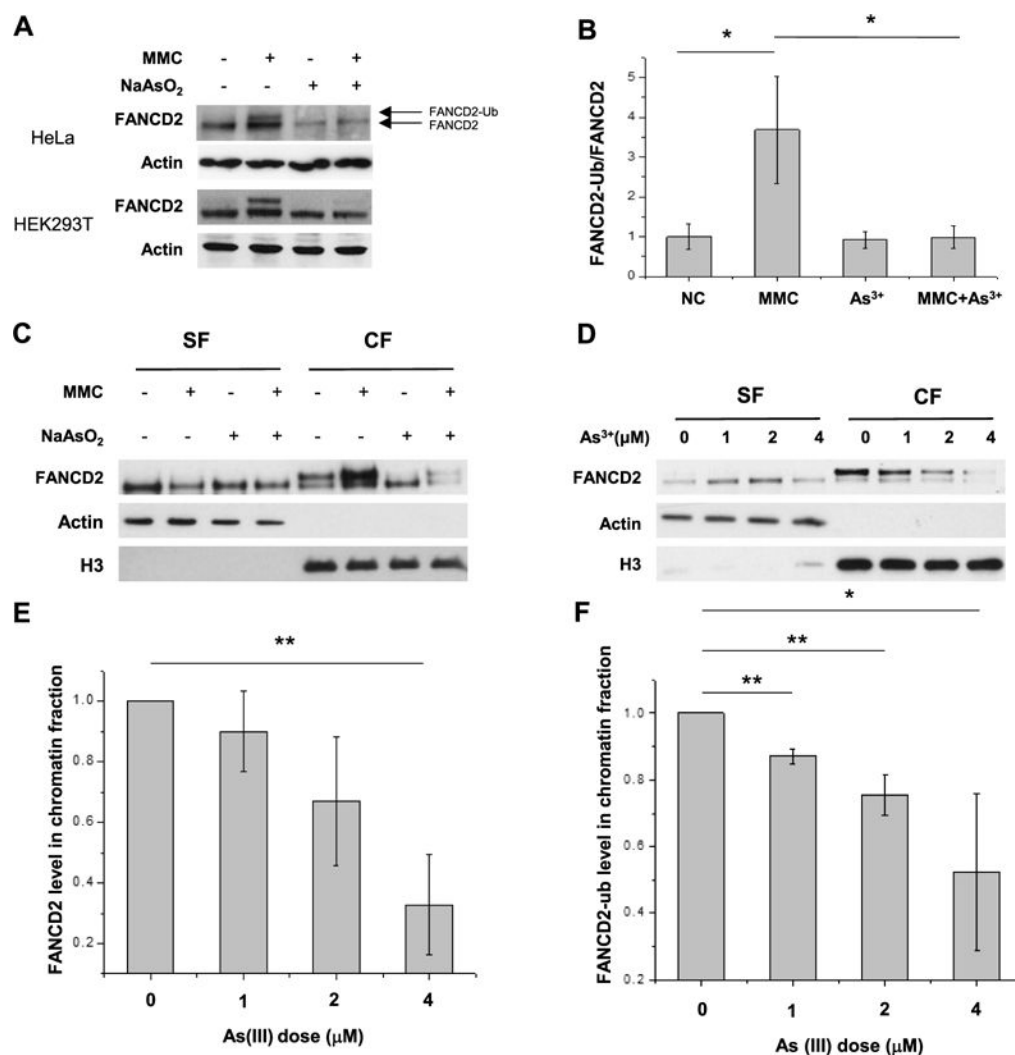 A
MMC - + - +
NaAsO₂ - - + +
HeLa
FANCD2
FANCD2-Ub
FANCD2
Actin
HEK293T
FANCD2
Actin
B
* *
FANCD2-Ub/FANCD2
5
4
3
2
1
0
NC MMC As³⁺ MMC+As³⁺
C
SF CF
MMC - + - + - + - +
NaAsO₂ - - + + - - + +
FANCD2
Actin
H3
D
SF CF
As³⁺(μM) 0 1 2 4 0 1 2 4
FANCD2
Actin
H3
E
**
FANCD2 level in chromatin fraction
1.0
0.8
0.6
0.4
0.2
0 1 2 4
As(III) dose (μM)
F
*
**
**
FANCD2-ub level in chromatin fraction
1.0
0.8
0.6
0.4
0.2
0 1 2 4
As (III) dose (μM)